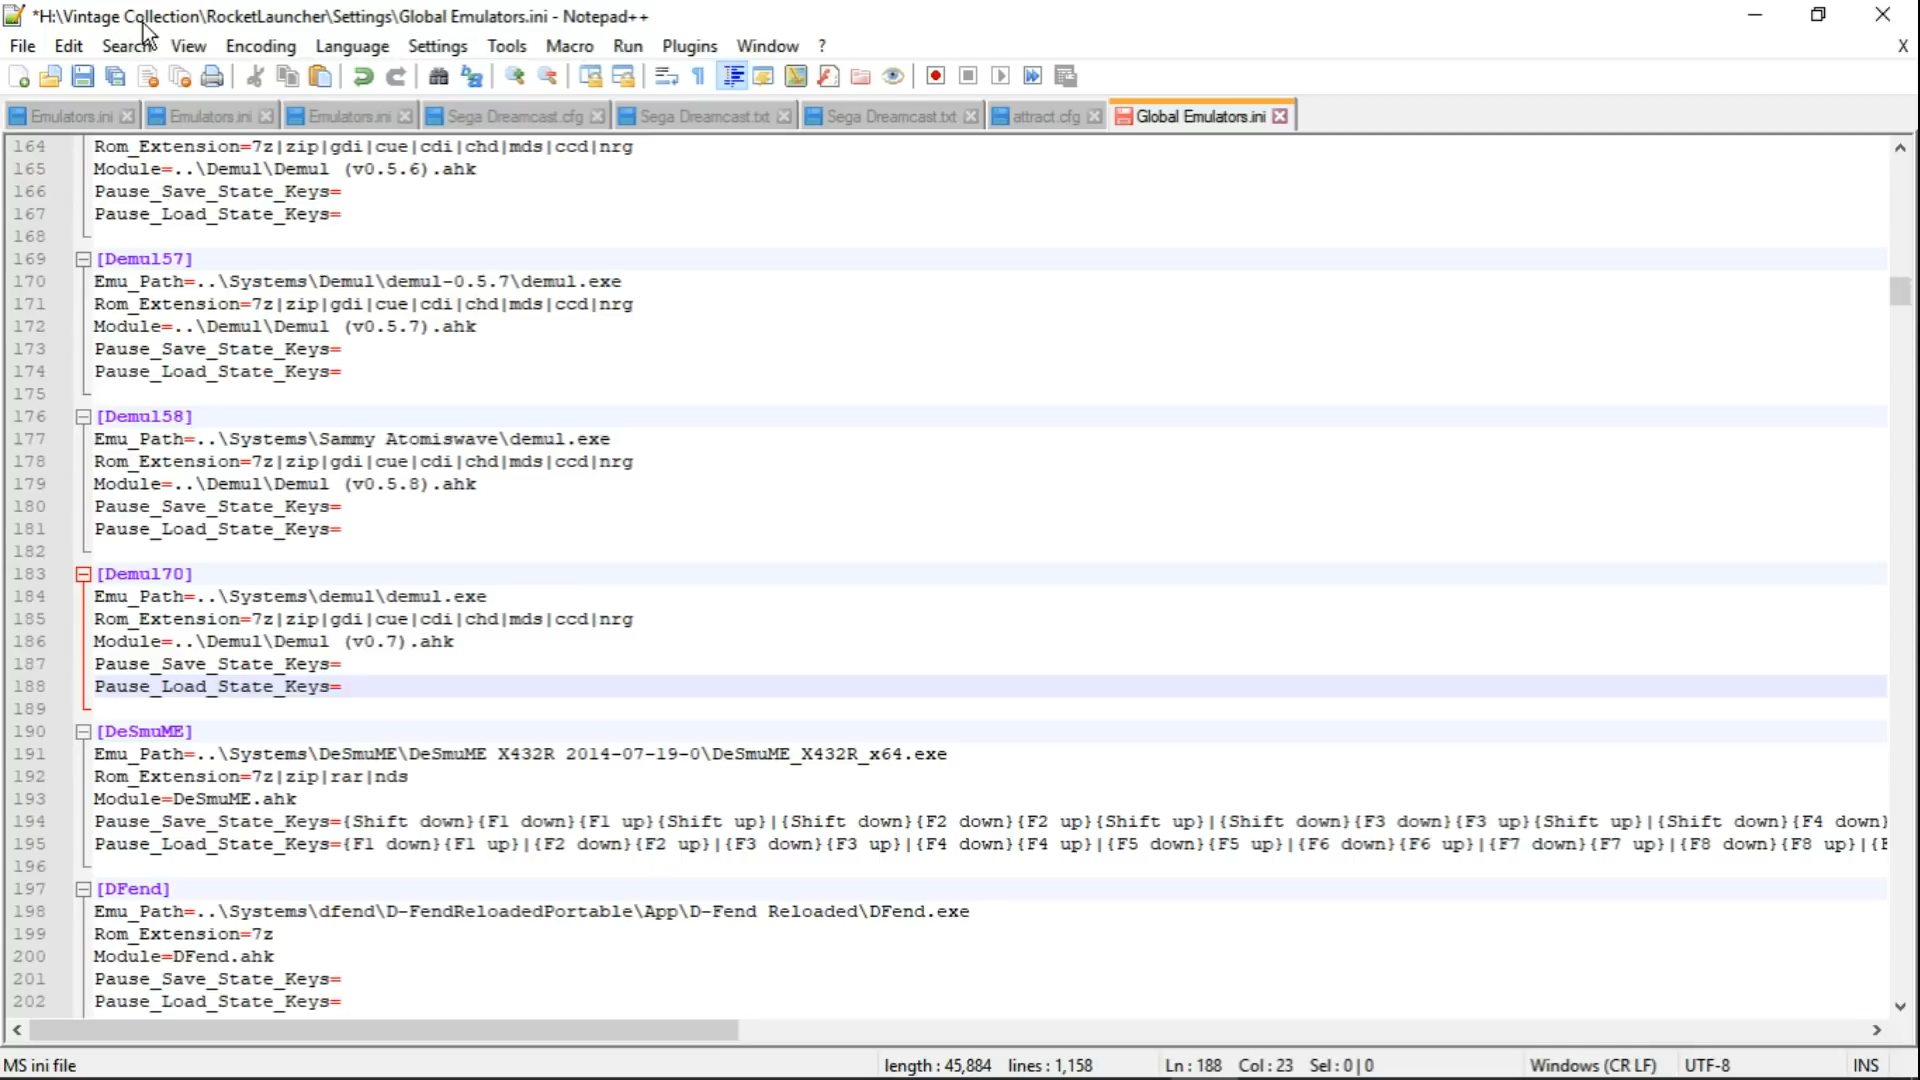 *H:\Vintage Collection\RocketLauncher\Settings\Global Emulators.ini - Notepad++
File Edit Search View Encoding Language Settings Tools Macro Run Plugins Window ? X
Emulators.ini Emulators.ini Emulators.ini Sega Dreamcast.cfg Sega Dreamcast.txt Sega Dreamcast.txt attract.cfg Global Emulators.ini
164 Rom_Extension=7z|zip|gdi|cue|cdi|chd|mds|ccd|nrg
165 Module=..\Demul\Demul (v0.5.6).ahk
166 Pause_Save_State_Keys=
167 Pause_Load_State_Keys=
168
169 [Demul57]
170 Emu_Path=..\Systems\Demul\demul-0.5.7\demul.exe
171 Rom_Extension=7z|zip|gdi|cue|cdi|chd|mds|ccd|nrg
172 Module=..\Demul\Demul (v0.5.7).ahk
173 Pause_Save_State_Keys=
174 Pause_Load_State_Keys=
175
176 [Demul58]
177 Emu_Path=..\Systems\Sammy Atomiswave\demul.exe
178 Rom_Extension=7z|zip|gdi|cue|cdi|chd|mds|ccd|nrg
179 Module=..\Demul\Demul (v0.5.8).ahk
180 Pause_Save_State_Keys=
181 Pause_Load_State_Keys=
182
183 [Demul70]
184 Emu_Path=..\Systems\demul\demul.exe
185 Rom_Extension=7z|zip|gdi|cue|cdi|chd|mds|ccd|nrg
186 Module=..\Demul\Demul (v0.7).ahk
187 Pause_Save_State_Keys=
188 Pause_Load_State_Keys=
189
190 [DeSmuME]
191 Emu_Path=..\Systems\DeSmuME\DeSmuME X432R 2014-07-19-0\DeSmuME_X432R_x64.exe
192 Rom_Extension=7z|zip|rar|nds
193 Module=DeSmuME.ahk
194 Pause_Save_State_Keys={Shift down}{F1 down}{F1 up}{Shift up}|{Shift down}{F2 down}{F2 up}{Shift up}|{Shift down}{F3 down}{F3 up}{Shift up}|{Shift down}{F4 down}
195 Pause_Load_State_Keys={F1 down}{F1 up}|{F2 down}{F2 up}|{F3 down}{F3 up}|{F4 down}{F4 up}|{F5 down}{F5 up}|{F6 down}{F6 up}|{F7 down}{F7 up}|{F8 down}{F8 up}|{F
196
197 [DFend]
198 Emu_Path=..\Systems\dfend\D-FendReloadedPortable\App\D-Fend Reloaded\DFend.exe
199 Rom_Extension=7z
200 Module=DFend.ahk
201 Pause_Save_State_Keys=
202 Pause_Load_State_Keys=
MS ini file length : 45,884 lines : 1,158 Ln : 188 Col : 23 Sel : 0 | 0 Windows (CR LF) UTF-8 INS